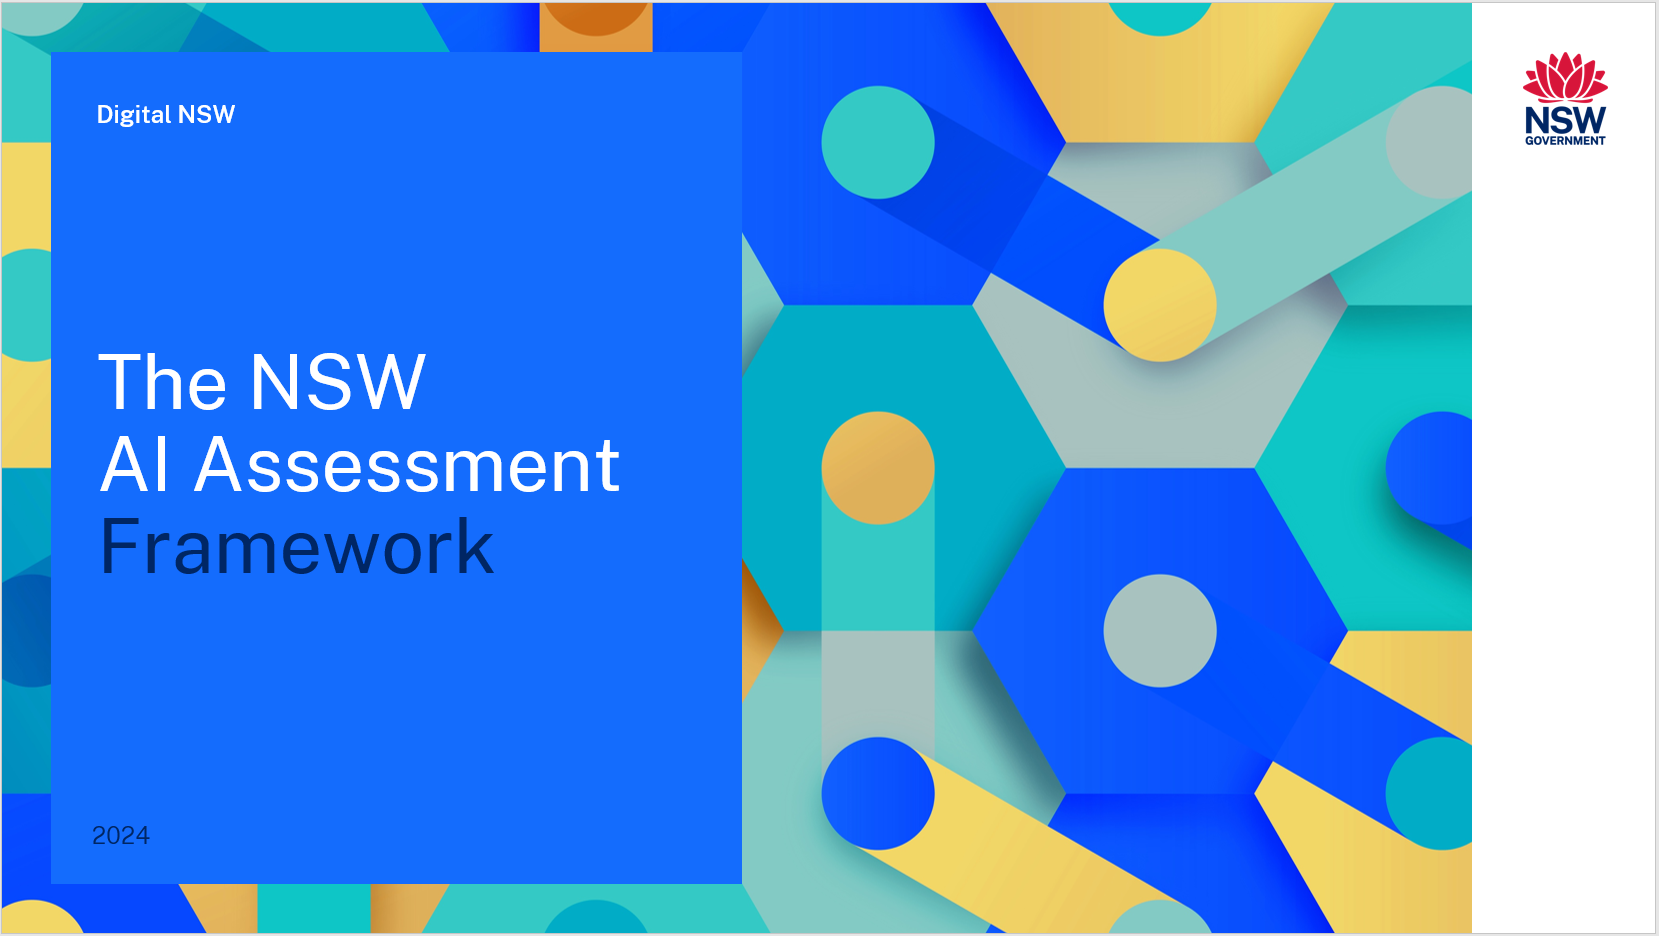 Digital NSW
NSW
GOVERNMENT
The NSW
AI Assessment
Framework
2024